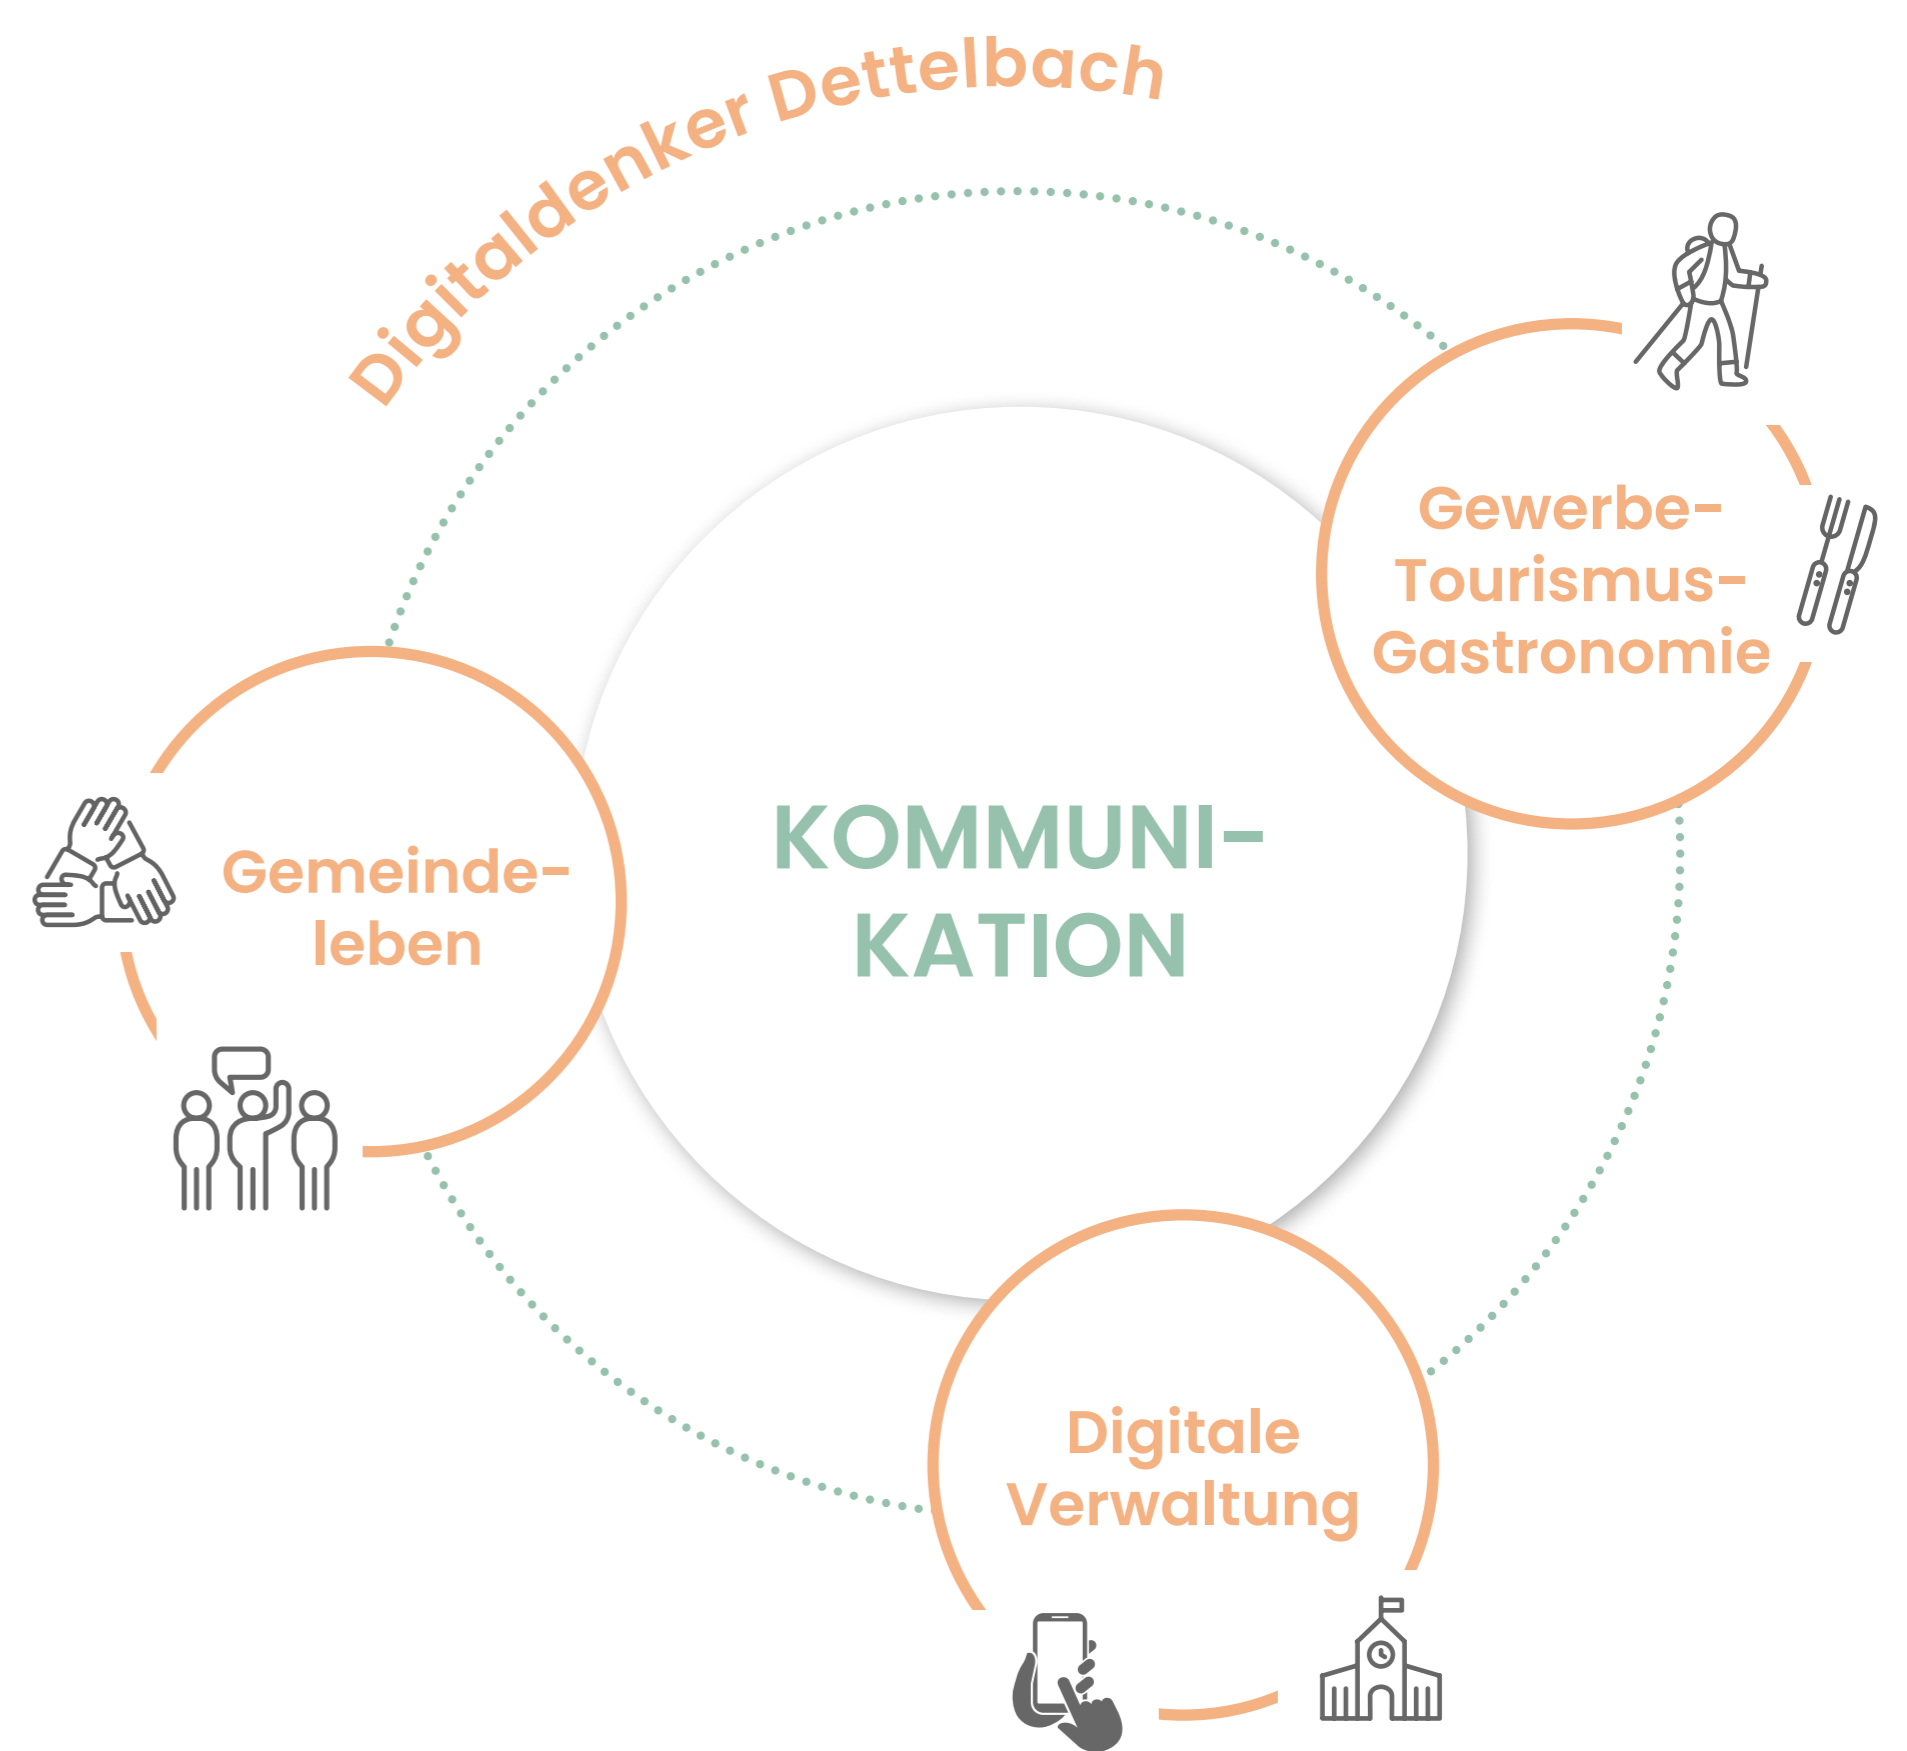 Digitaldenker Dettelbach
Gewerbe-
Tourismus-
Gastronomie
KOMMUNI-
KATION
Gemeinde-
leben
Digitale
Verwaltung